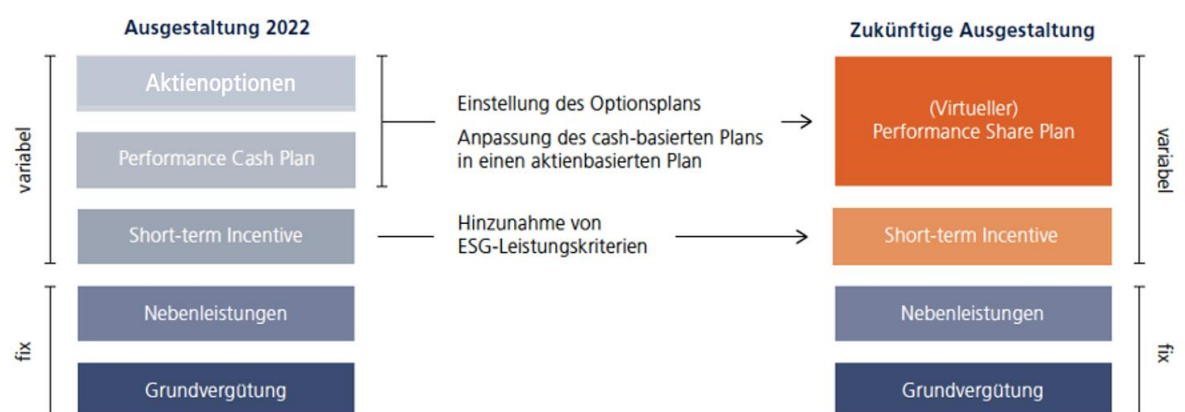 Ausgestaltung 2022
Zukünftige Ausgestaltung
variabel
Aktienoptionen
Performance Cash Plan
Short-term Incentive
Einstellung des Optionsplans
Anpassung des cash-basierten Plans
in einen aktienbasierten Plan
Hinzunahme von
ESG-Leistungskriterien
(Virtueller)
Performance Share Plan
Short-term Incentive
variabel
fix
Nebenleistungen
Grundvergütung
Nebenleistungen
Grundvergütung
fix